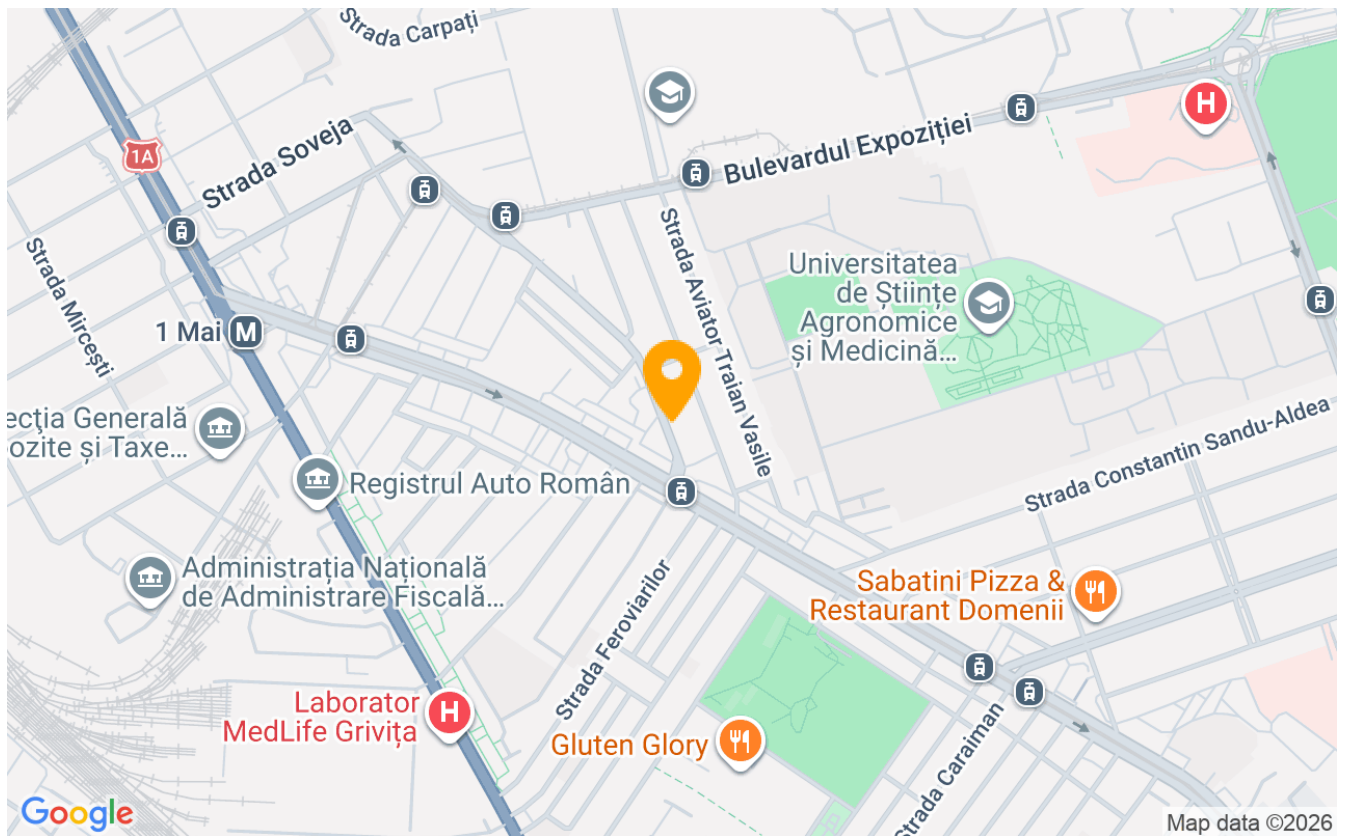 Strada Carpați
1A
Strada Soveja
Bulevardul Expoziției
H
Strada Mircești
Strada Aviator Traian Vasile
Universitatea
de Științe
Agronomice
și Medicină...
1 Mai M
ecția Generală
ozite și Taxe...
Registrul Auto Român
Strada Constantin Sandu-Aldea
Administrația Națională
de Administrare Fiscală...
Sabatini Pizza &
Restaurant Domenii
Strada Feroviarilor
Laborator
MedLife Grivița
H
Gluten Glory
Strada Caraiman
Google
Map data ©2026